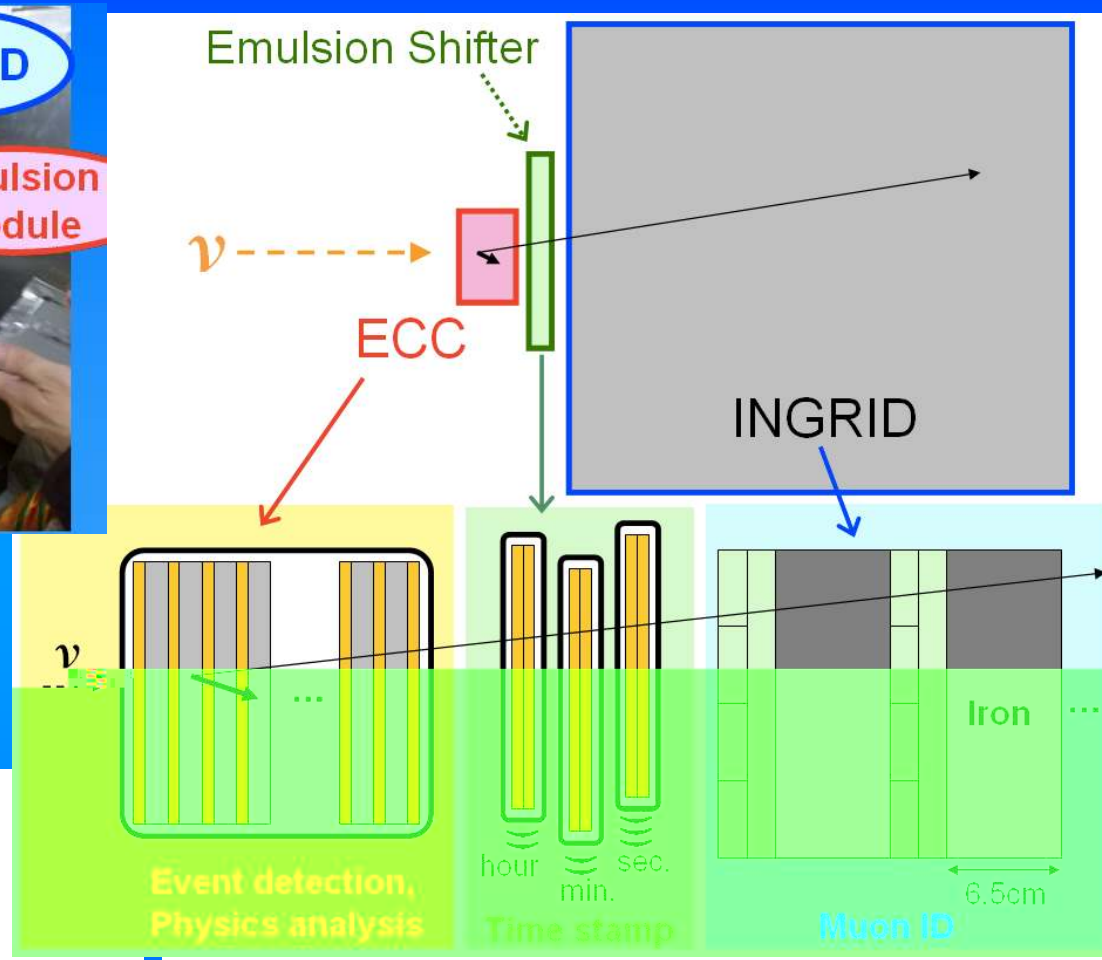 D
Emulsion Shifter
ulsion
dule
ν
ECC
INGRID
ν
...
Iron
...
hour
min.
sec.
6.5cm
Event detection,
Physics analysis
Time stamp
Muon ID